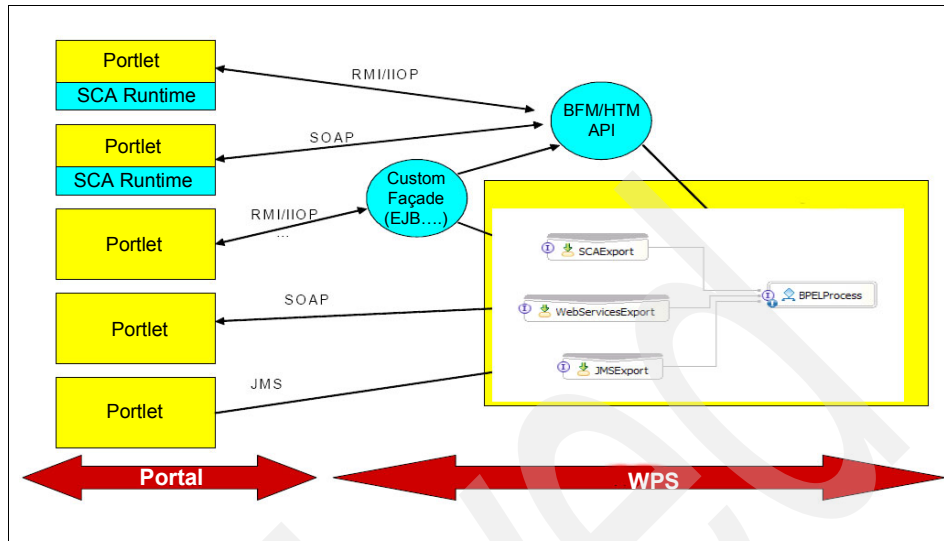 Portlet
SCA Runtime
RMI/IIOP
BFM/HTM
API
Portlet
SCA Runtime
SOAP
Custom
Façade
(EJB....)
Portlet
RMI/IIOP
...
SCAExport
BPELProcess
Portlet
SOAP
WebServicesExport
JMSExport
Portlet
JMS
Portal
WPS